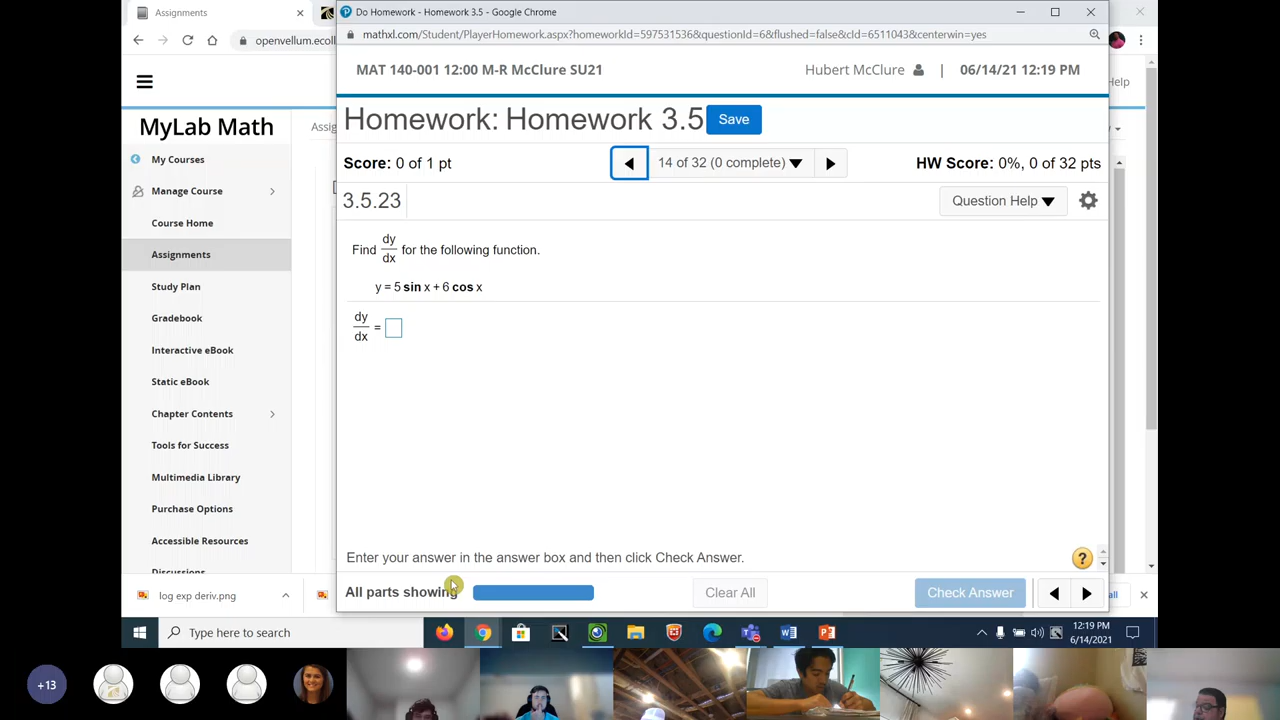 Assignments
Do Homework - Homework 3.5 - Google Chrome
openvellum.ecoll
mathxl.com/Student/PlayerHomework.aspx?homeworkId=597531536&questionId=6&flushed=false&cId=6511043&centerwin=yes
MAT 140-001 12:00 M-R McClure SU21
Hubert McClure | 06/14/21 12:19 PM
Help
Homework: Homework 3.5
Save
MyLab Math
Assig
Score: 0 of 1 pt
14 of 32 (0 complete)
HW Score: 0%, 0 of 32 pts
My Courses
Manage Course
Course Home
Assignments
Study Plan
Gradebook
Interactive eBook
Static eBook
Chapter Contents
Tools for Success
Multimedia Library
Purchase Options
Accessible Resources
Discussions
3.5.23
Question Help
Find dy/dx for the following function.
y = 5 sin x + 6 cos x
dy/dx =
Enter your answer in the answer box and then click Check Answer.
?
All parts showing
Clear All
Check Answer
log exp deriv.png
all
Type here to search
12:19 PM
6/14/2021
+13